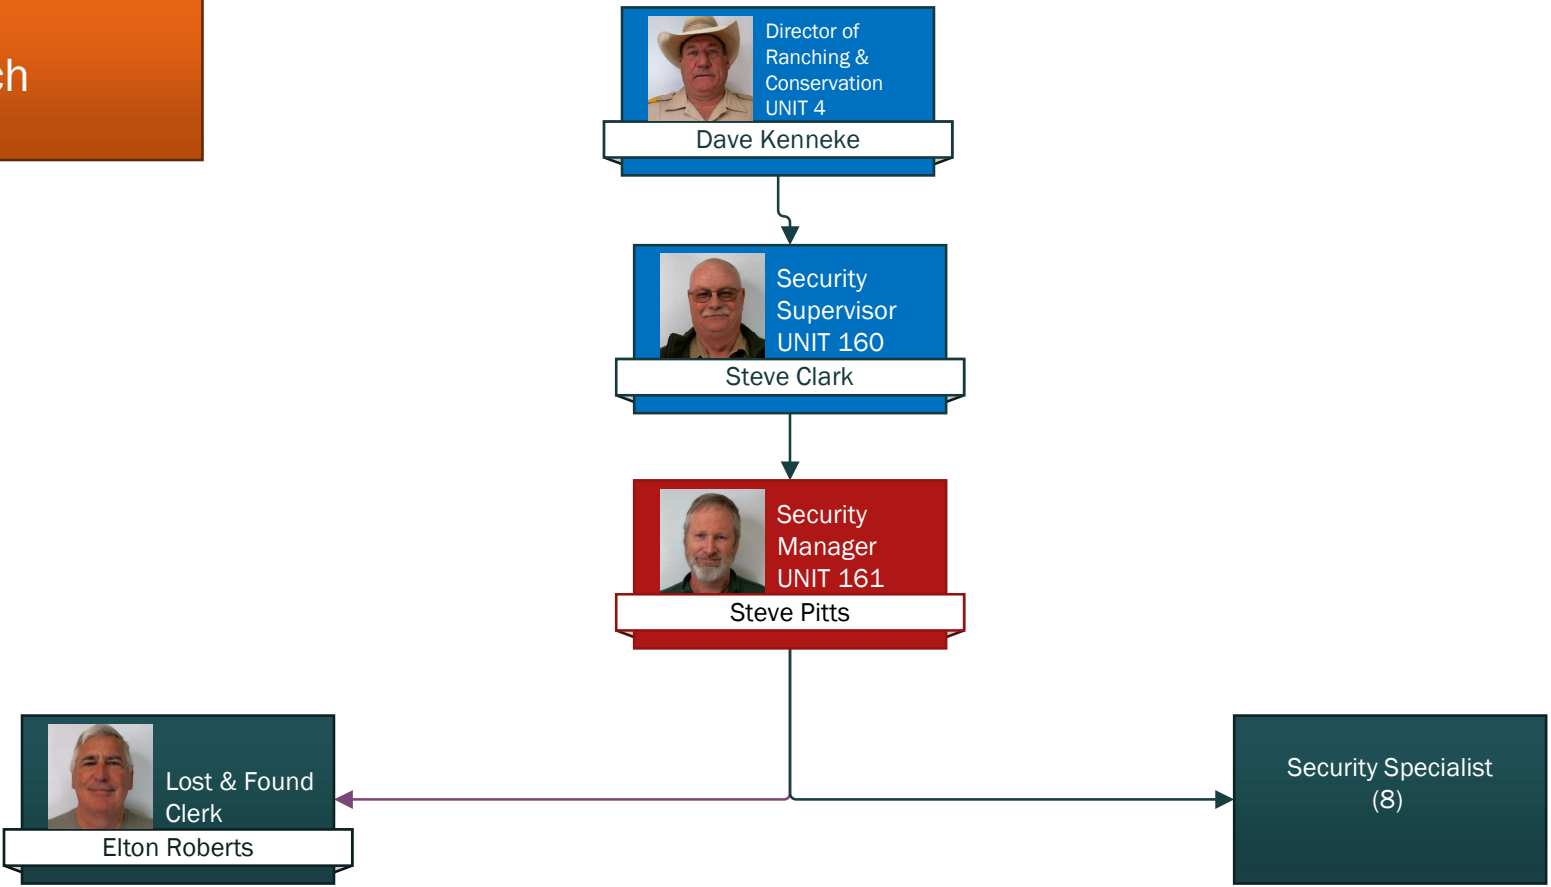 Director of
Ranching &
Conservation
UNIT 4
Dave Kenneke
Security
Supervisor
UNIT 160
Steve Clark
Security
Manager
UNIT 161
Steve Pitts
Lost & Found
Clerk
Elton Roberts
Security Specialist
(8)